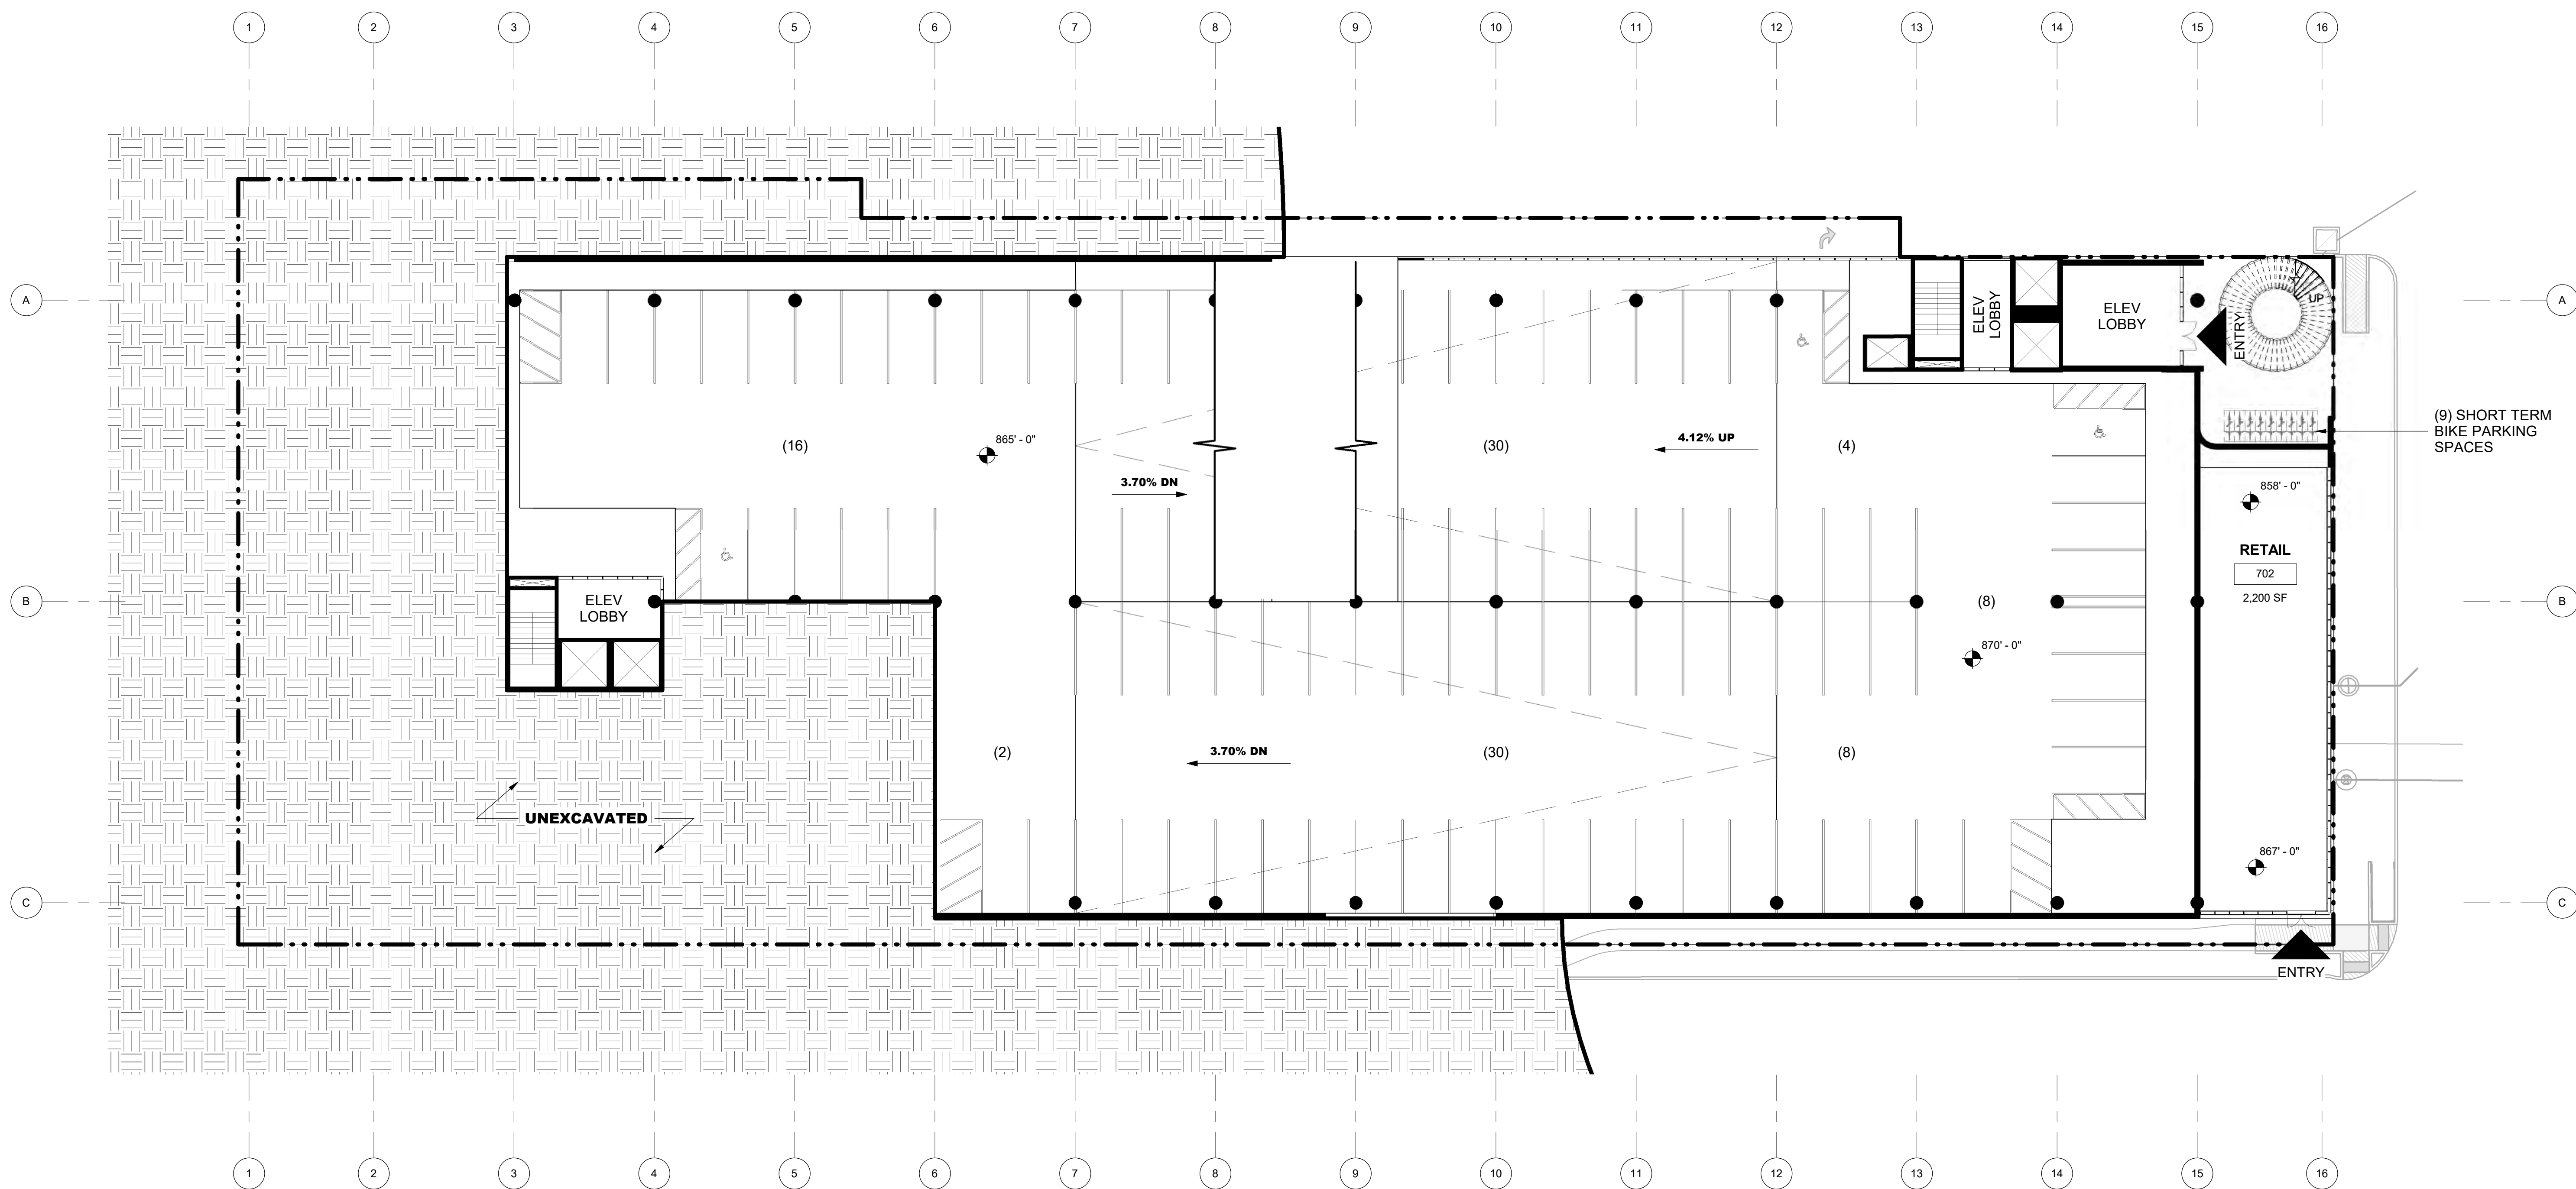 1 2 3 4 5 6 7 8 9 10 11 12 13 14 15 16
A
A
UP
ELEV
LOBBY
ELEV
LOBBY
ENTRY
(9) SHORT TERM
BIKE PARKING
SPACES
(16)
865' - 0"
(30)
4.12% UP
(4)
3.70% DN
858' - 0"
RETAIL
702
2,200 SF
B
ELEV
LOBBY
(8)
B
870' - 0"
(2)
3.70% DN
(30)
(8)
UNEXCAVATED
867' - 0"
C
C
ENTRY
1 2 3 4 5 6 7 8 9 10 11 12 13 14 15 16